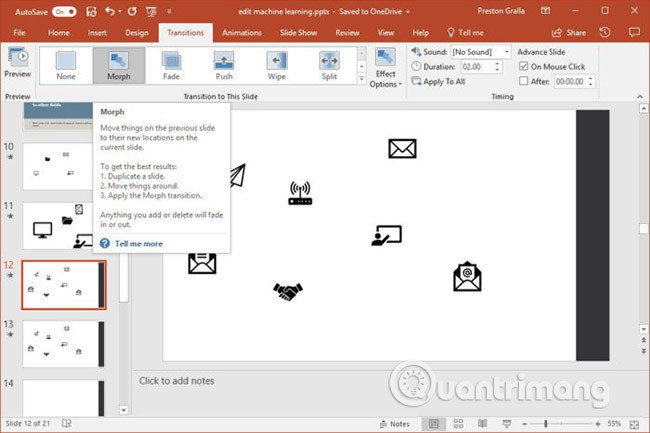 AutoSave On edit machine learning.pptx - Saved to OneDrive Preston Gralla
File Home Insert Design Transitions Animations Slide Show Review View Tell me Share
Preview None Morph Fade Push Wipe Split Effect Options
Sound: [No Sound] Advance Slide
Duration: 02.00 On Mouse Click
Apply To All After: 00:00.00
Preview Transition to This Slide Timing
Morph
Move things on the previous slide
to their new locations on the
current slide.
To get the best results:
1. Duplicate a slide.
2. Move things around.
3. Apply the Morph transition.
Anything you add or delete will fade
in or out.
Tell me more
10
11
12
13
14
@
Click to add notes
Quantrimang
Slide 12 of 21 Notes 55%